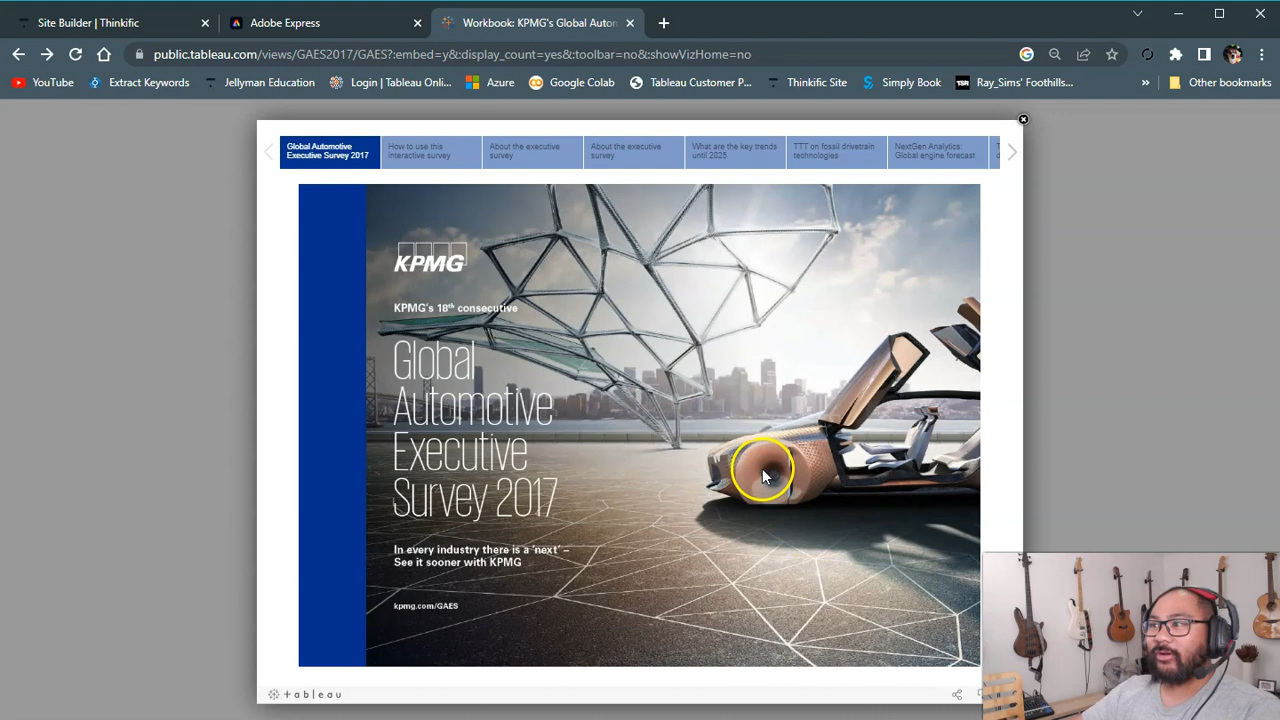 Site Builder | Thinkific
Adobe Express
Workbook: KPMG's Global Auton
public.tableau.com/views/GAES2017/GAES?:embed=y&:display_count=yes&:toolbar=no&:showVizHome=no
YouTube
Extract Keywords
Jellyman Education
Login | Tableau Onlin...
Azure
Google Colab
Tableau Customer P...
Thinkific Site
Simply Book
Ray_Sims' Foothills...
»
Other bookmarks
Global Automotive
Executive Survey 2017
How to use this
interactive survey
About the executive
survey
About the executive
survey
What are the key trends
until 2025
TTT on fossil drivetrain
technologies
NextGen Analytics:
Global engine forecast
KPMG
KPMG's 18th consecutive
Global
Automotive
Executive
Survey 2017
In every industry there is a 'next' –
See it sooner with KPMG
kpmg.com/GAES
+ a b l e a u